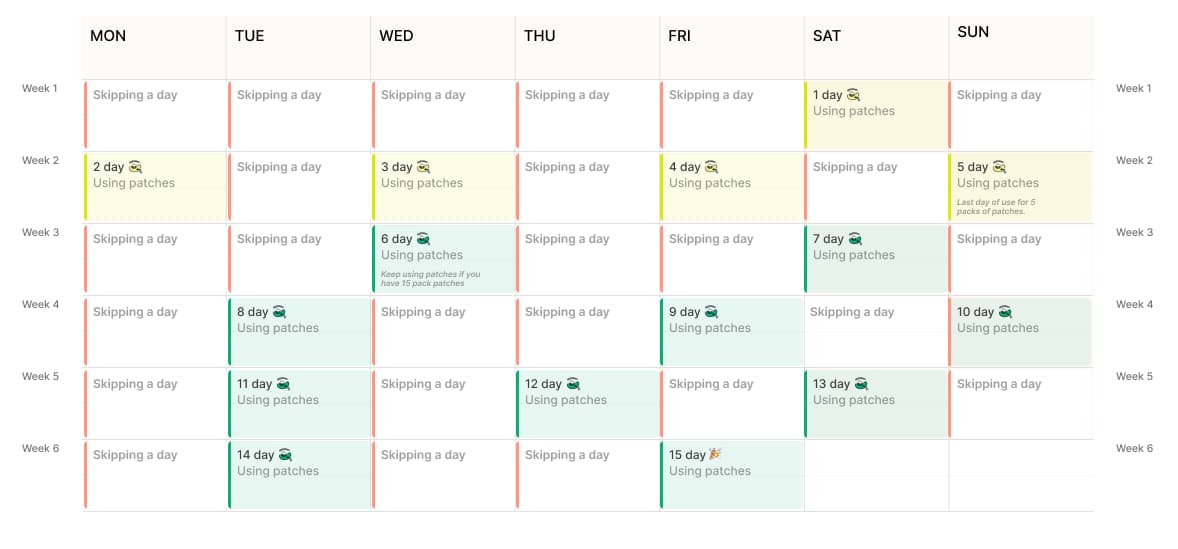 MON TUE WED THU FRI SAT SUN
Week 1 Skipping a day Skipping a day Skipping a day Skipping a day Skipping a day 1 day Skipping a day Week 1
Using patches
Week 2 2 day Skipping a day 3 day Skipping a day 4 day Skipping a day 5 day Week 2
Using patches Using patches Using patches Using patches
Last day of use for 5
packs of patches.
Week 3 Skipping a day Skipping a day 6 day Skipping a day Skipping a day 7 day Skipping a day Week 3
Using patches Using patches
Keep using patches if you
have 15 pack patches
Week 4 Skipping a day 8 day Skipping a day Skipping a day 9 day Skipping a day 10 day Week 4
Using patches Using patches Using patches
Week 5 Skipping a day 11 day Skipping a day 12 day Skipping a day 13 day Skipping a day Week 5
Using patches Using patches Using patches
Week 6 Skipping a day 14 day Skipping a day Skipping a day 15 day Week 6
Using patches Using patches